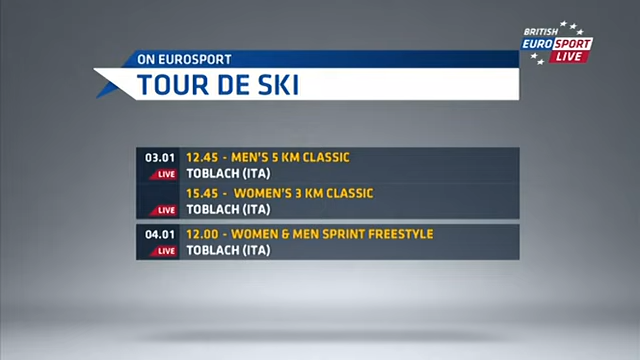 BRITISH
EUROSPORT
LIVE
ON EUROSPORT
TOUR DE SKI
03.01 12.45 - MEN'S 5 KM CLASSIC
LIVE TOBLACH (ITA)
15.45 - WOMEN'S 3 KM CLASSIC
LIVE TOBLACH (ITA)
04.01 12.00 - WOMEN & MEN SPRINT FREESTYLE
LIVE TOBLACH (ITA)